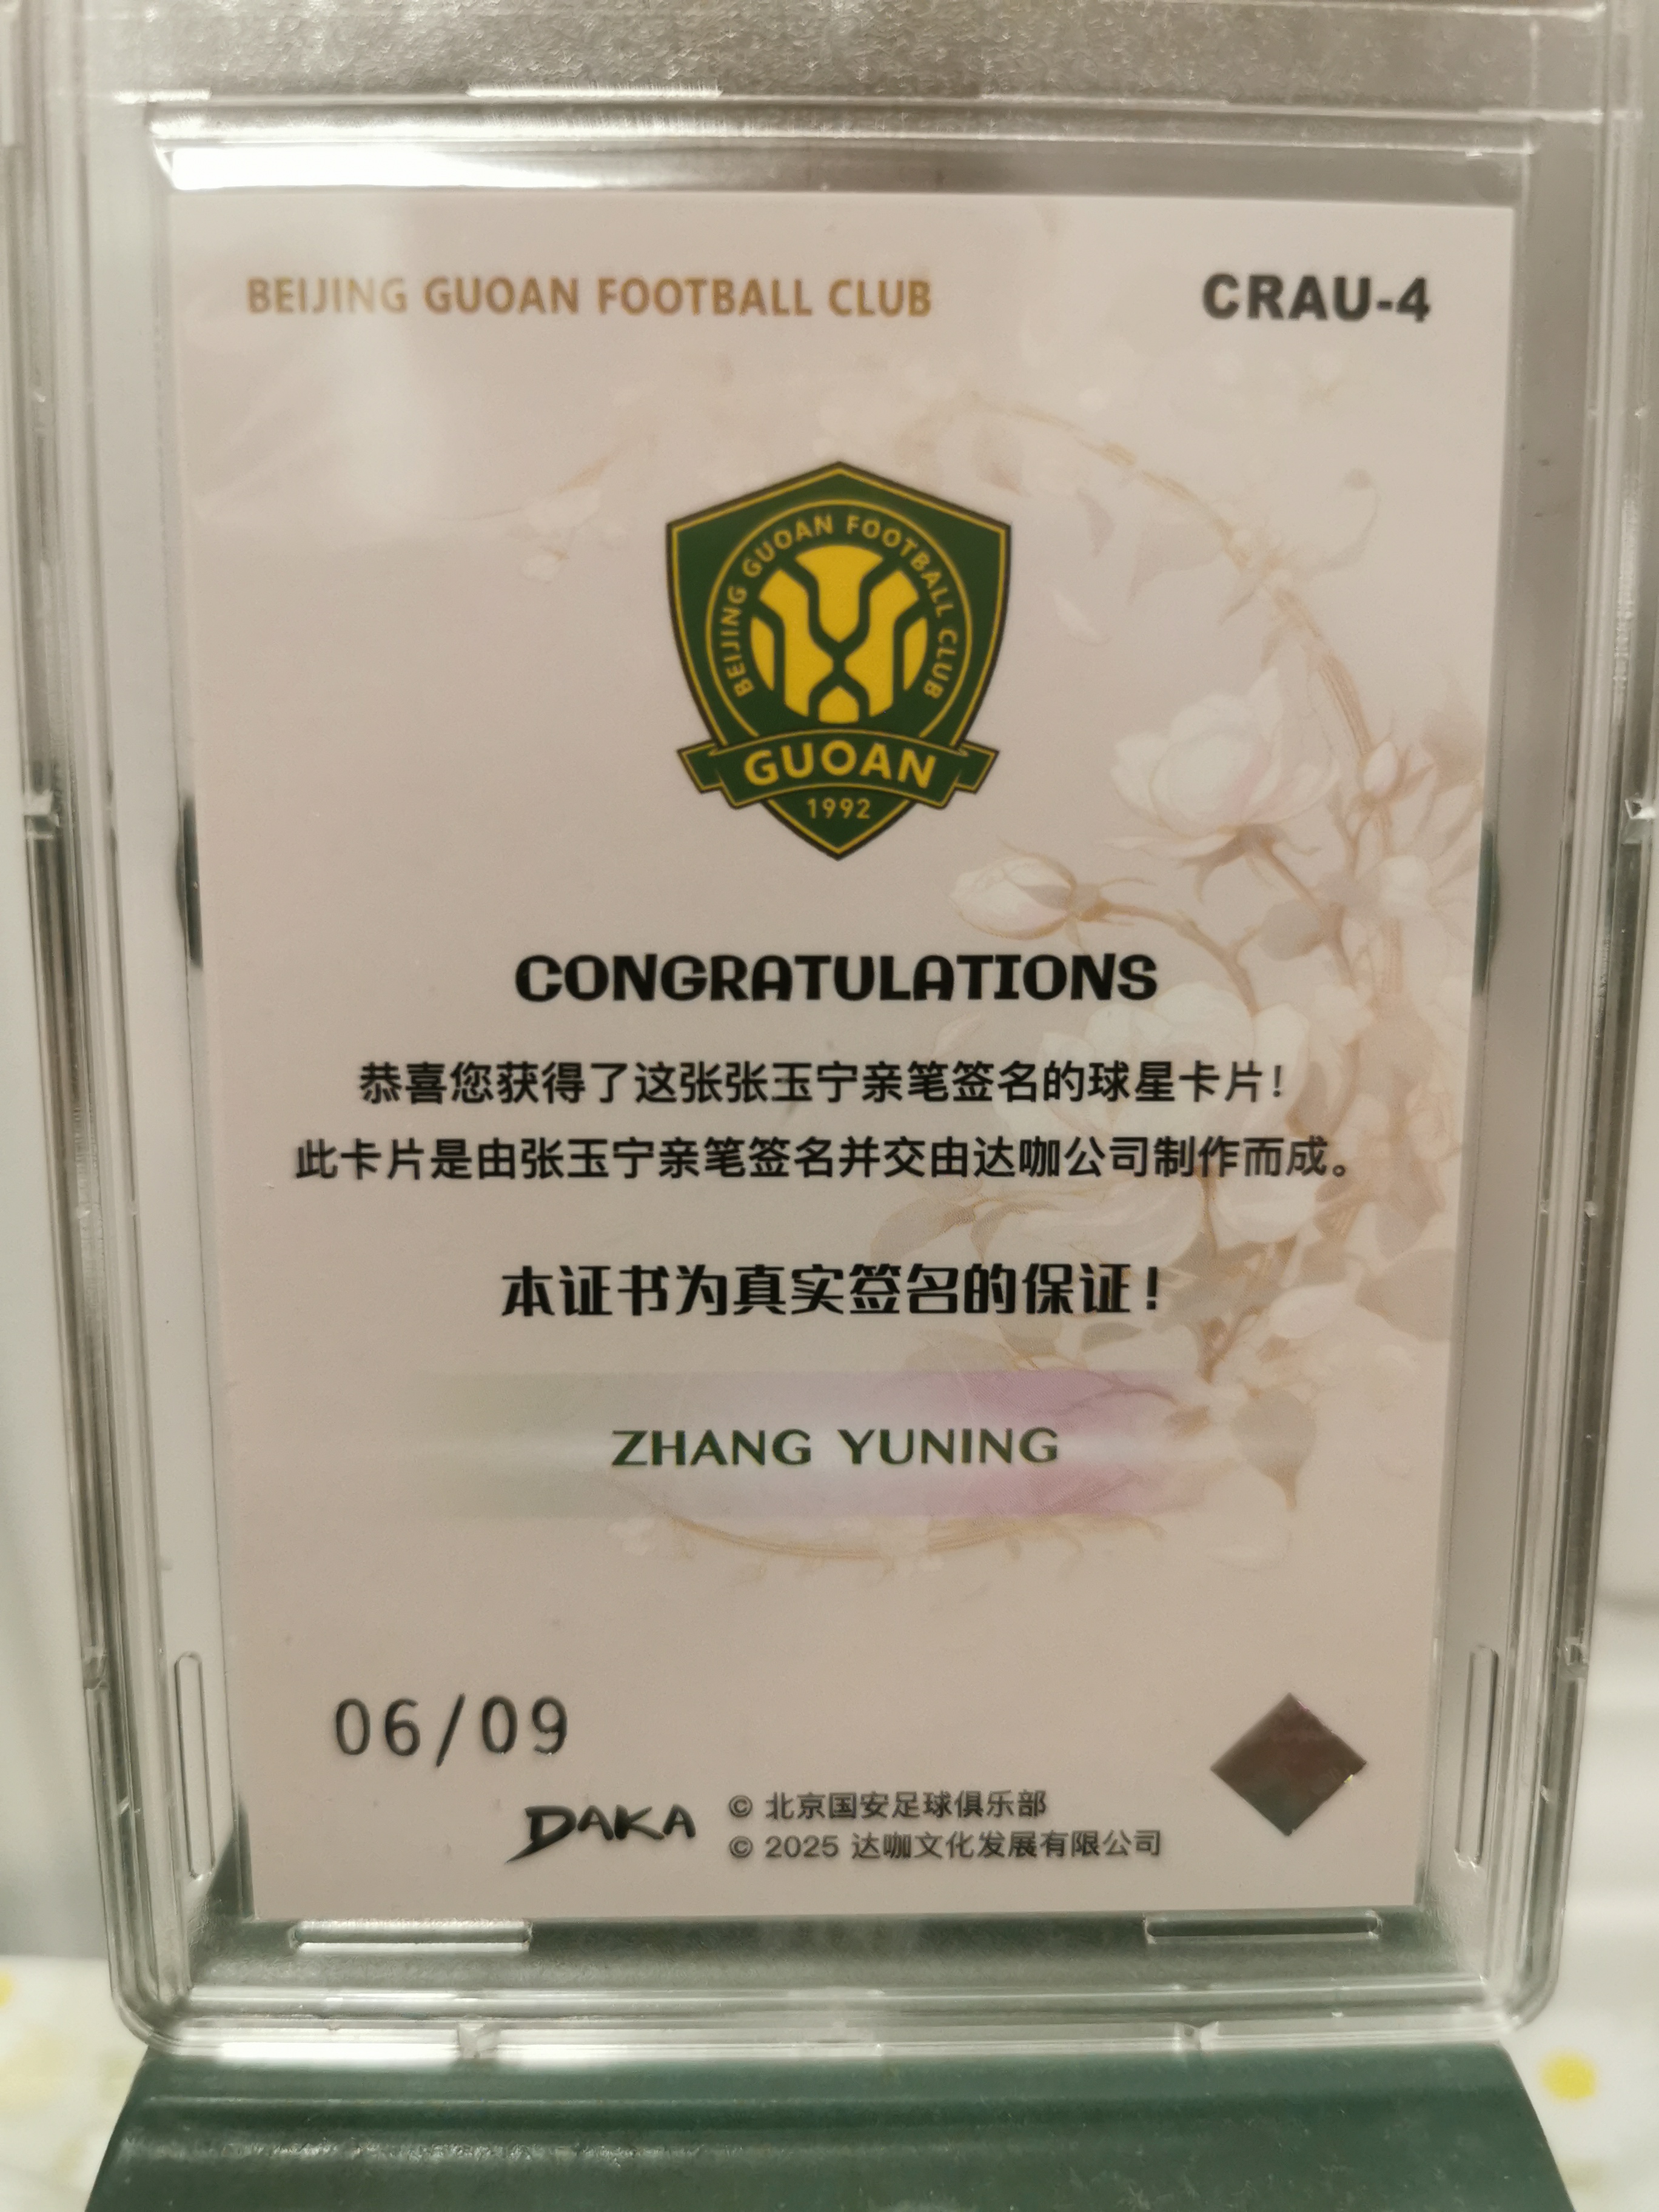 BEIJING GUOAN FOOTBALL CLUB
CRAU-4
BEIJING GUOAN FOOTBALL CLUB
GUOAN
1992
CONGRATULATIONS
恭喜您获得了这张张玉宁亲笔签名的球星卡片！
此卡片是由张玉宁亲笔签名并交由达咖公司制作而成。
本证书为真实签名的保证！
ZHANG YUNING
06/09
DAKA
© 北京国安足球俱乐部
© 2025 达咖文化发展有限公司